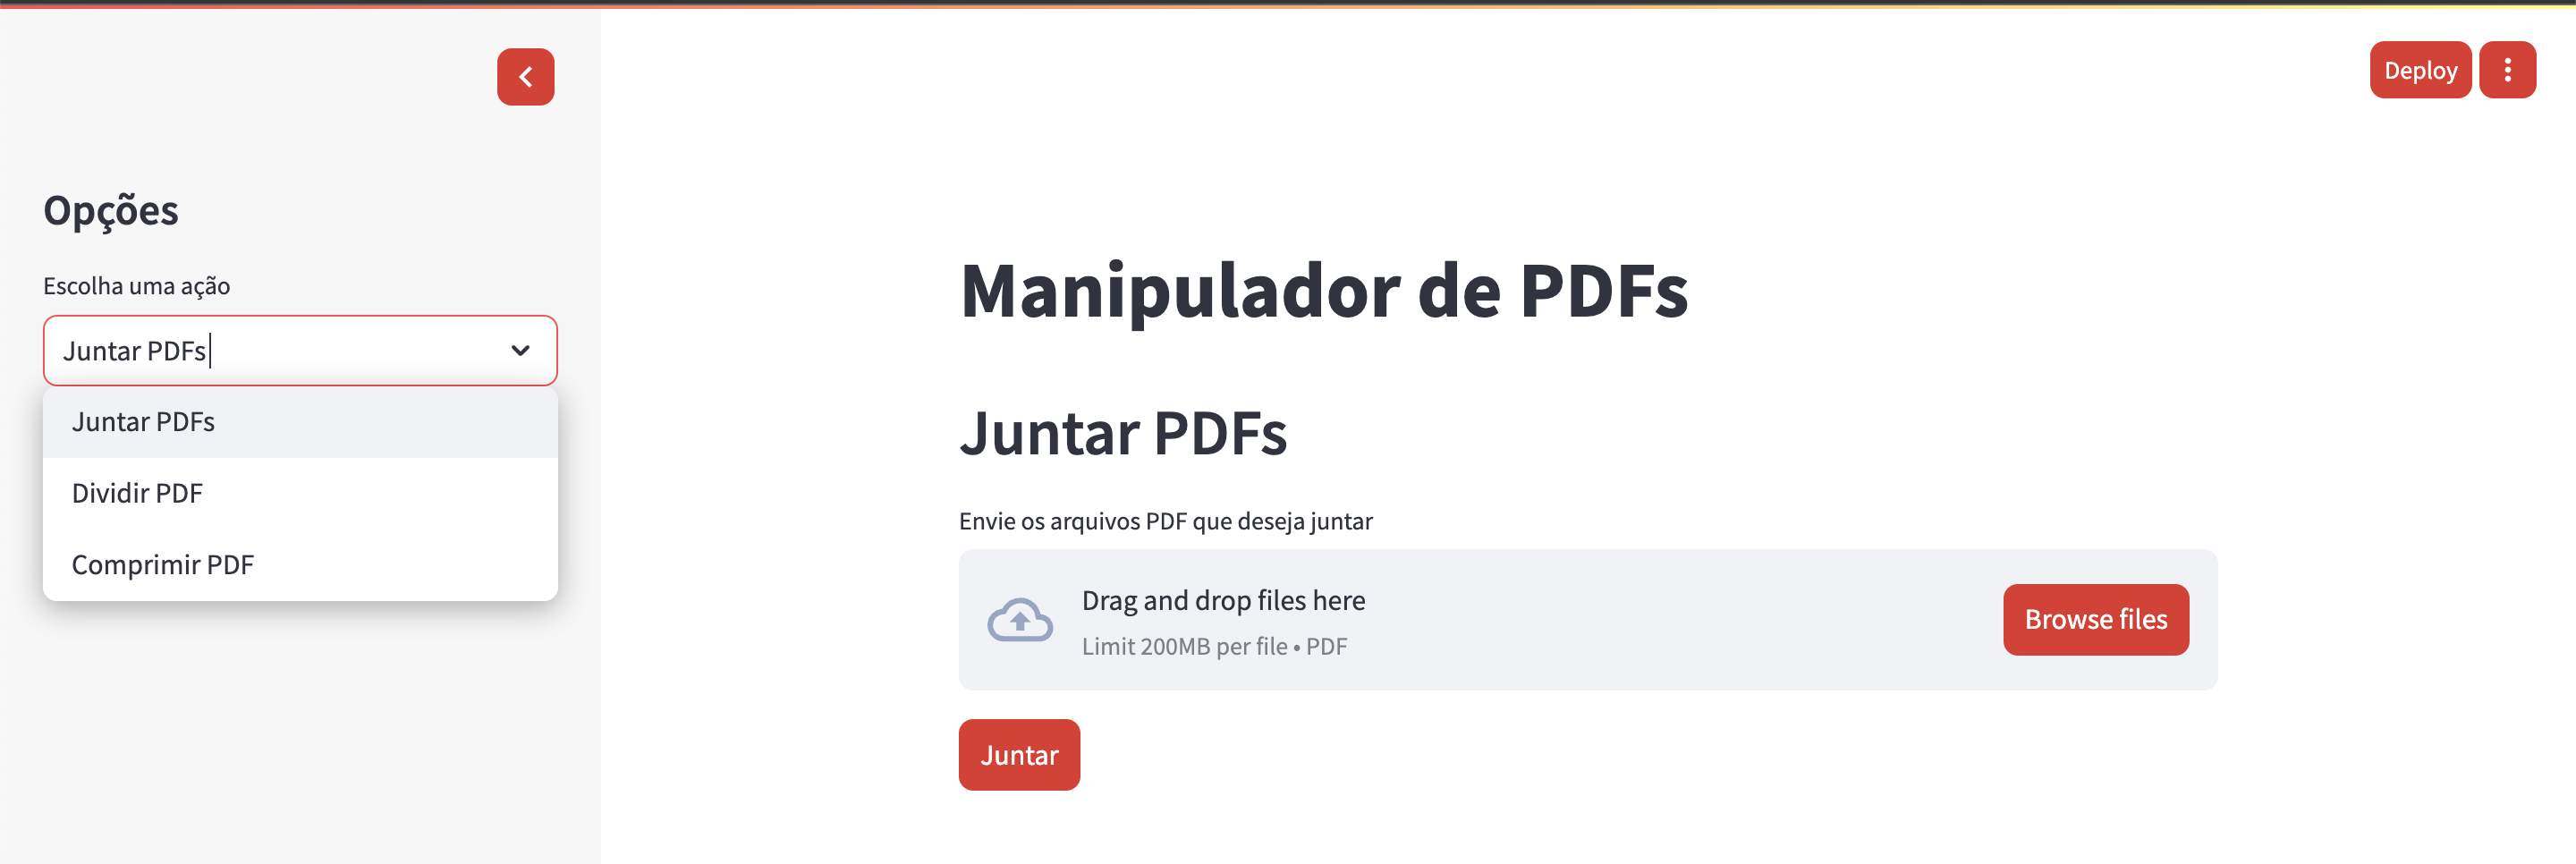 Deploy
Opções
Escolha uma ação
Juntar PDFs
Juntar PDFs
Dividir PDF
Comprimir PDF
Manipulador de PDFs
Juntar PDFs
Envie os arquivos PDF que deseja juntar
Drag and drop files here
Limit 200MB per file • PDF
Browse files
Juntar